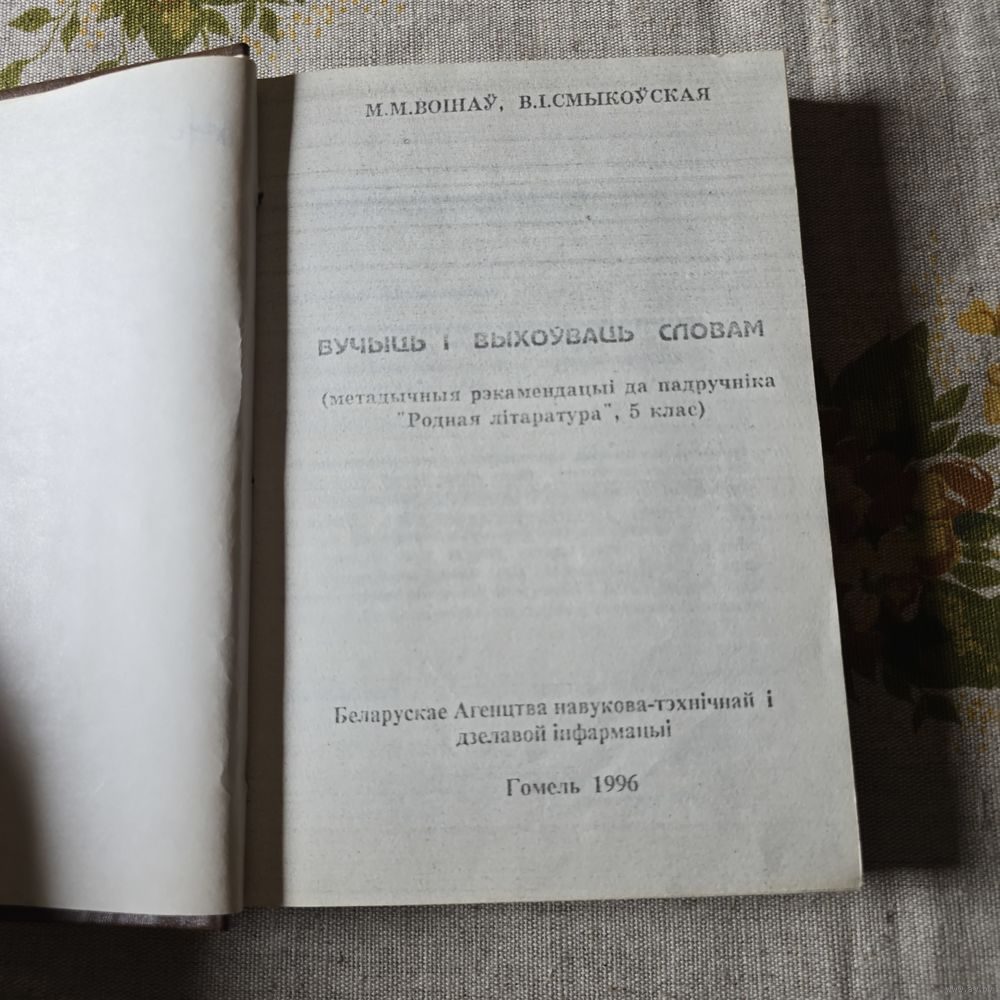 М.М.ВОІНАЎ, В.І.СМЫКОЎСКАЯ
ВУЧЫЦЬ І ВЫХОЎВАЦЬ СЛОВАМ
(метадычныя рэкамендацыі да падручніка
"Родная літаратура", 5 клас)
Беларускае Агенцтва навукова-тэхнічнай і
дзелавой інфармацыі
Гомель 1996